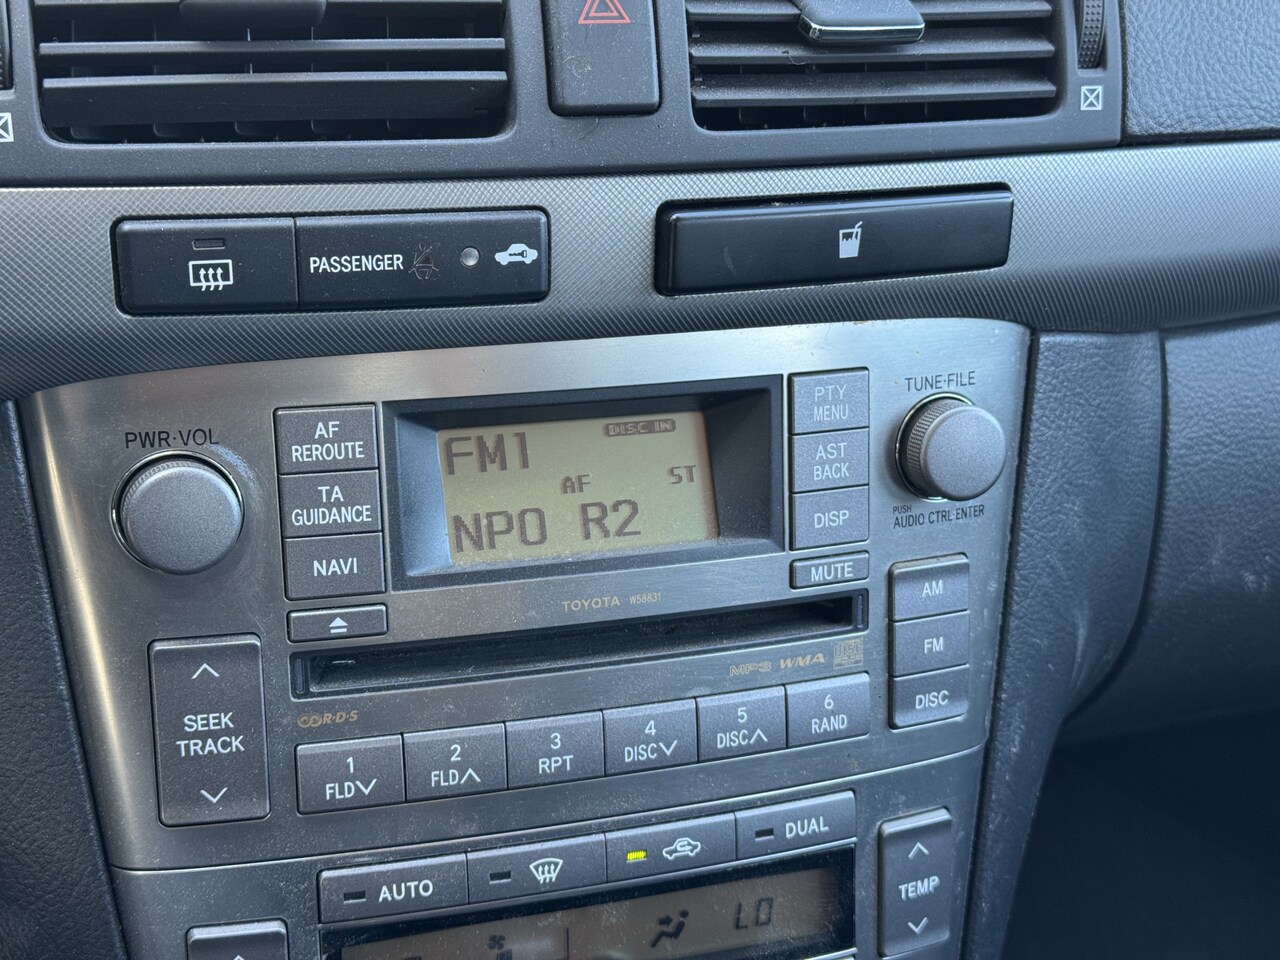 PASSENGER
PWR·VOL
AF
REROUTE
TA
GUIDANCE
NAVI
FM1
DISC IN
AF
ST
NPO R2
PTY
MENU
AST
BACK
DISP
MUTE
TUNE·FILE
PUSH
AUDIO CTRL·ENTER
TOYOTA W58831
AM
FM
DISC
MP3 WMA
R·D·S
SEEK
TRACK
1
FLD
2
FLD
3
RPT
4
DISC
5
DISC
6
RAND
AUTO
DUAL
TEMP
LO